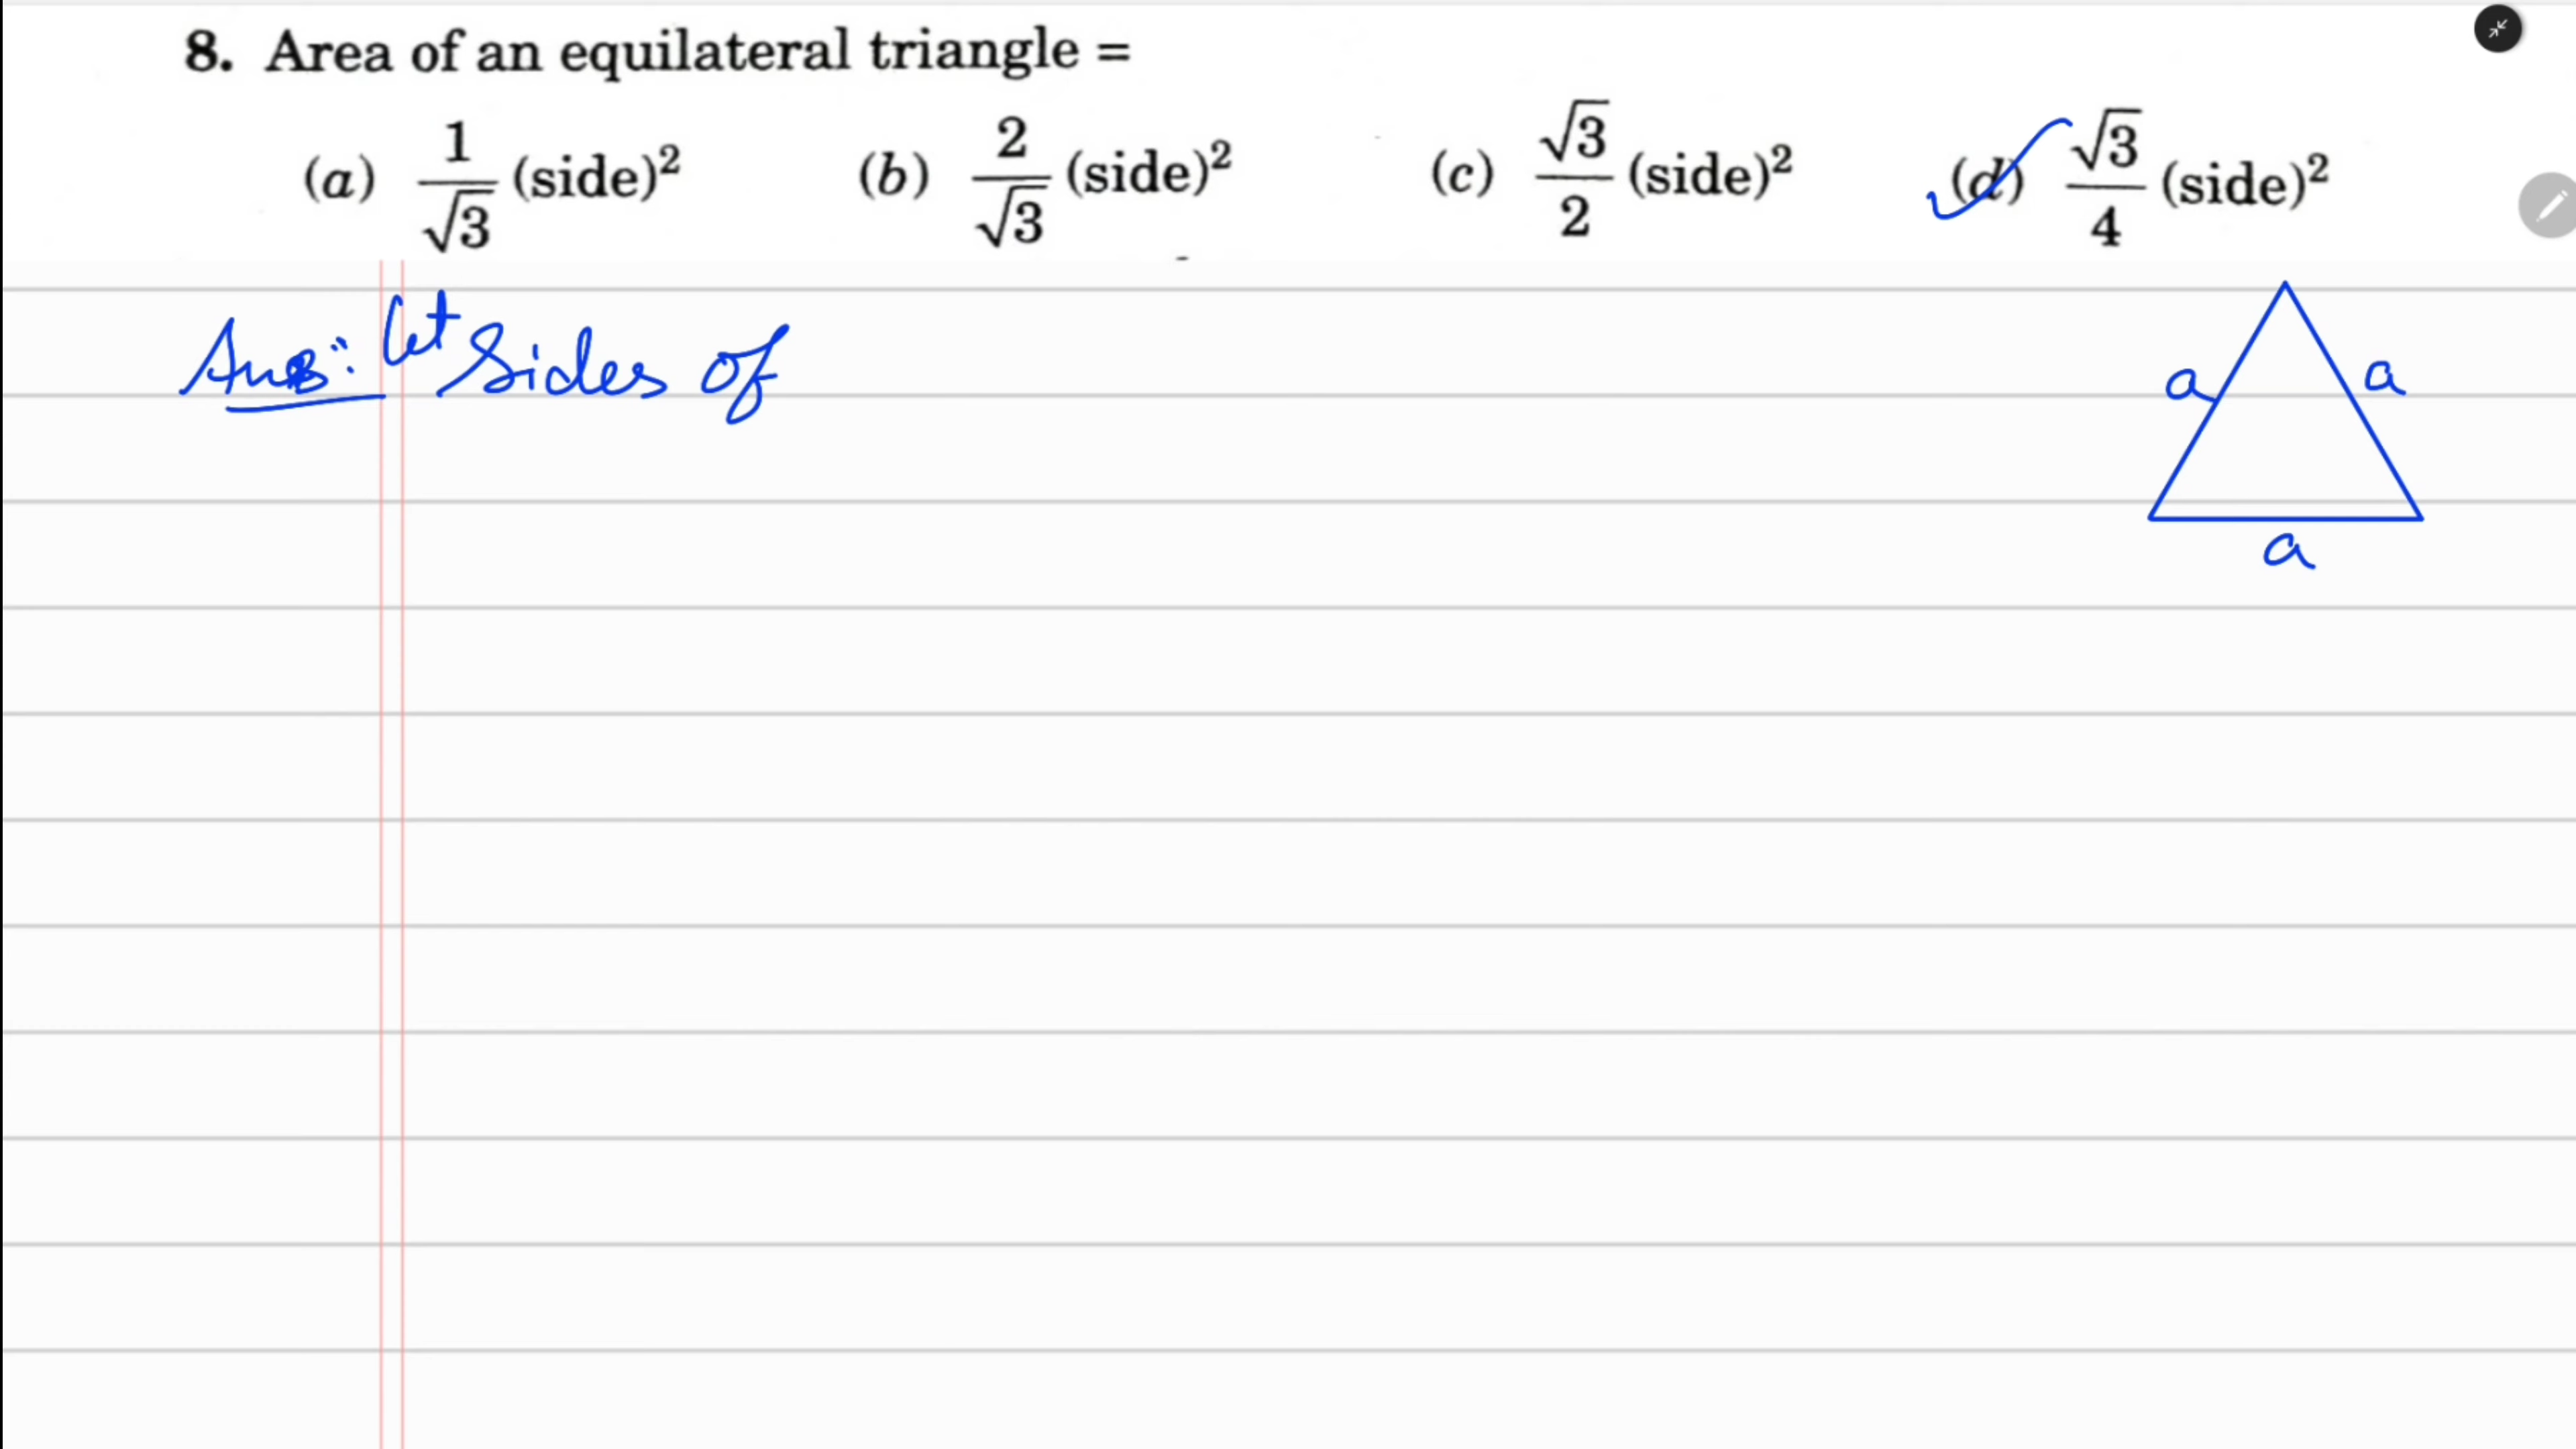 8. Area of an equilateral triangle =
(a) 1/√3 (side)² (b) 2/√3 (side)² (c) √3/2 (side)² (d) √3/4 (side)²
Ans: let Sides of
a a
a